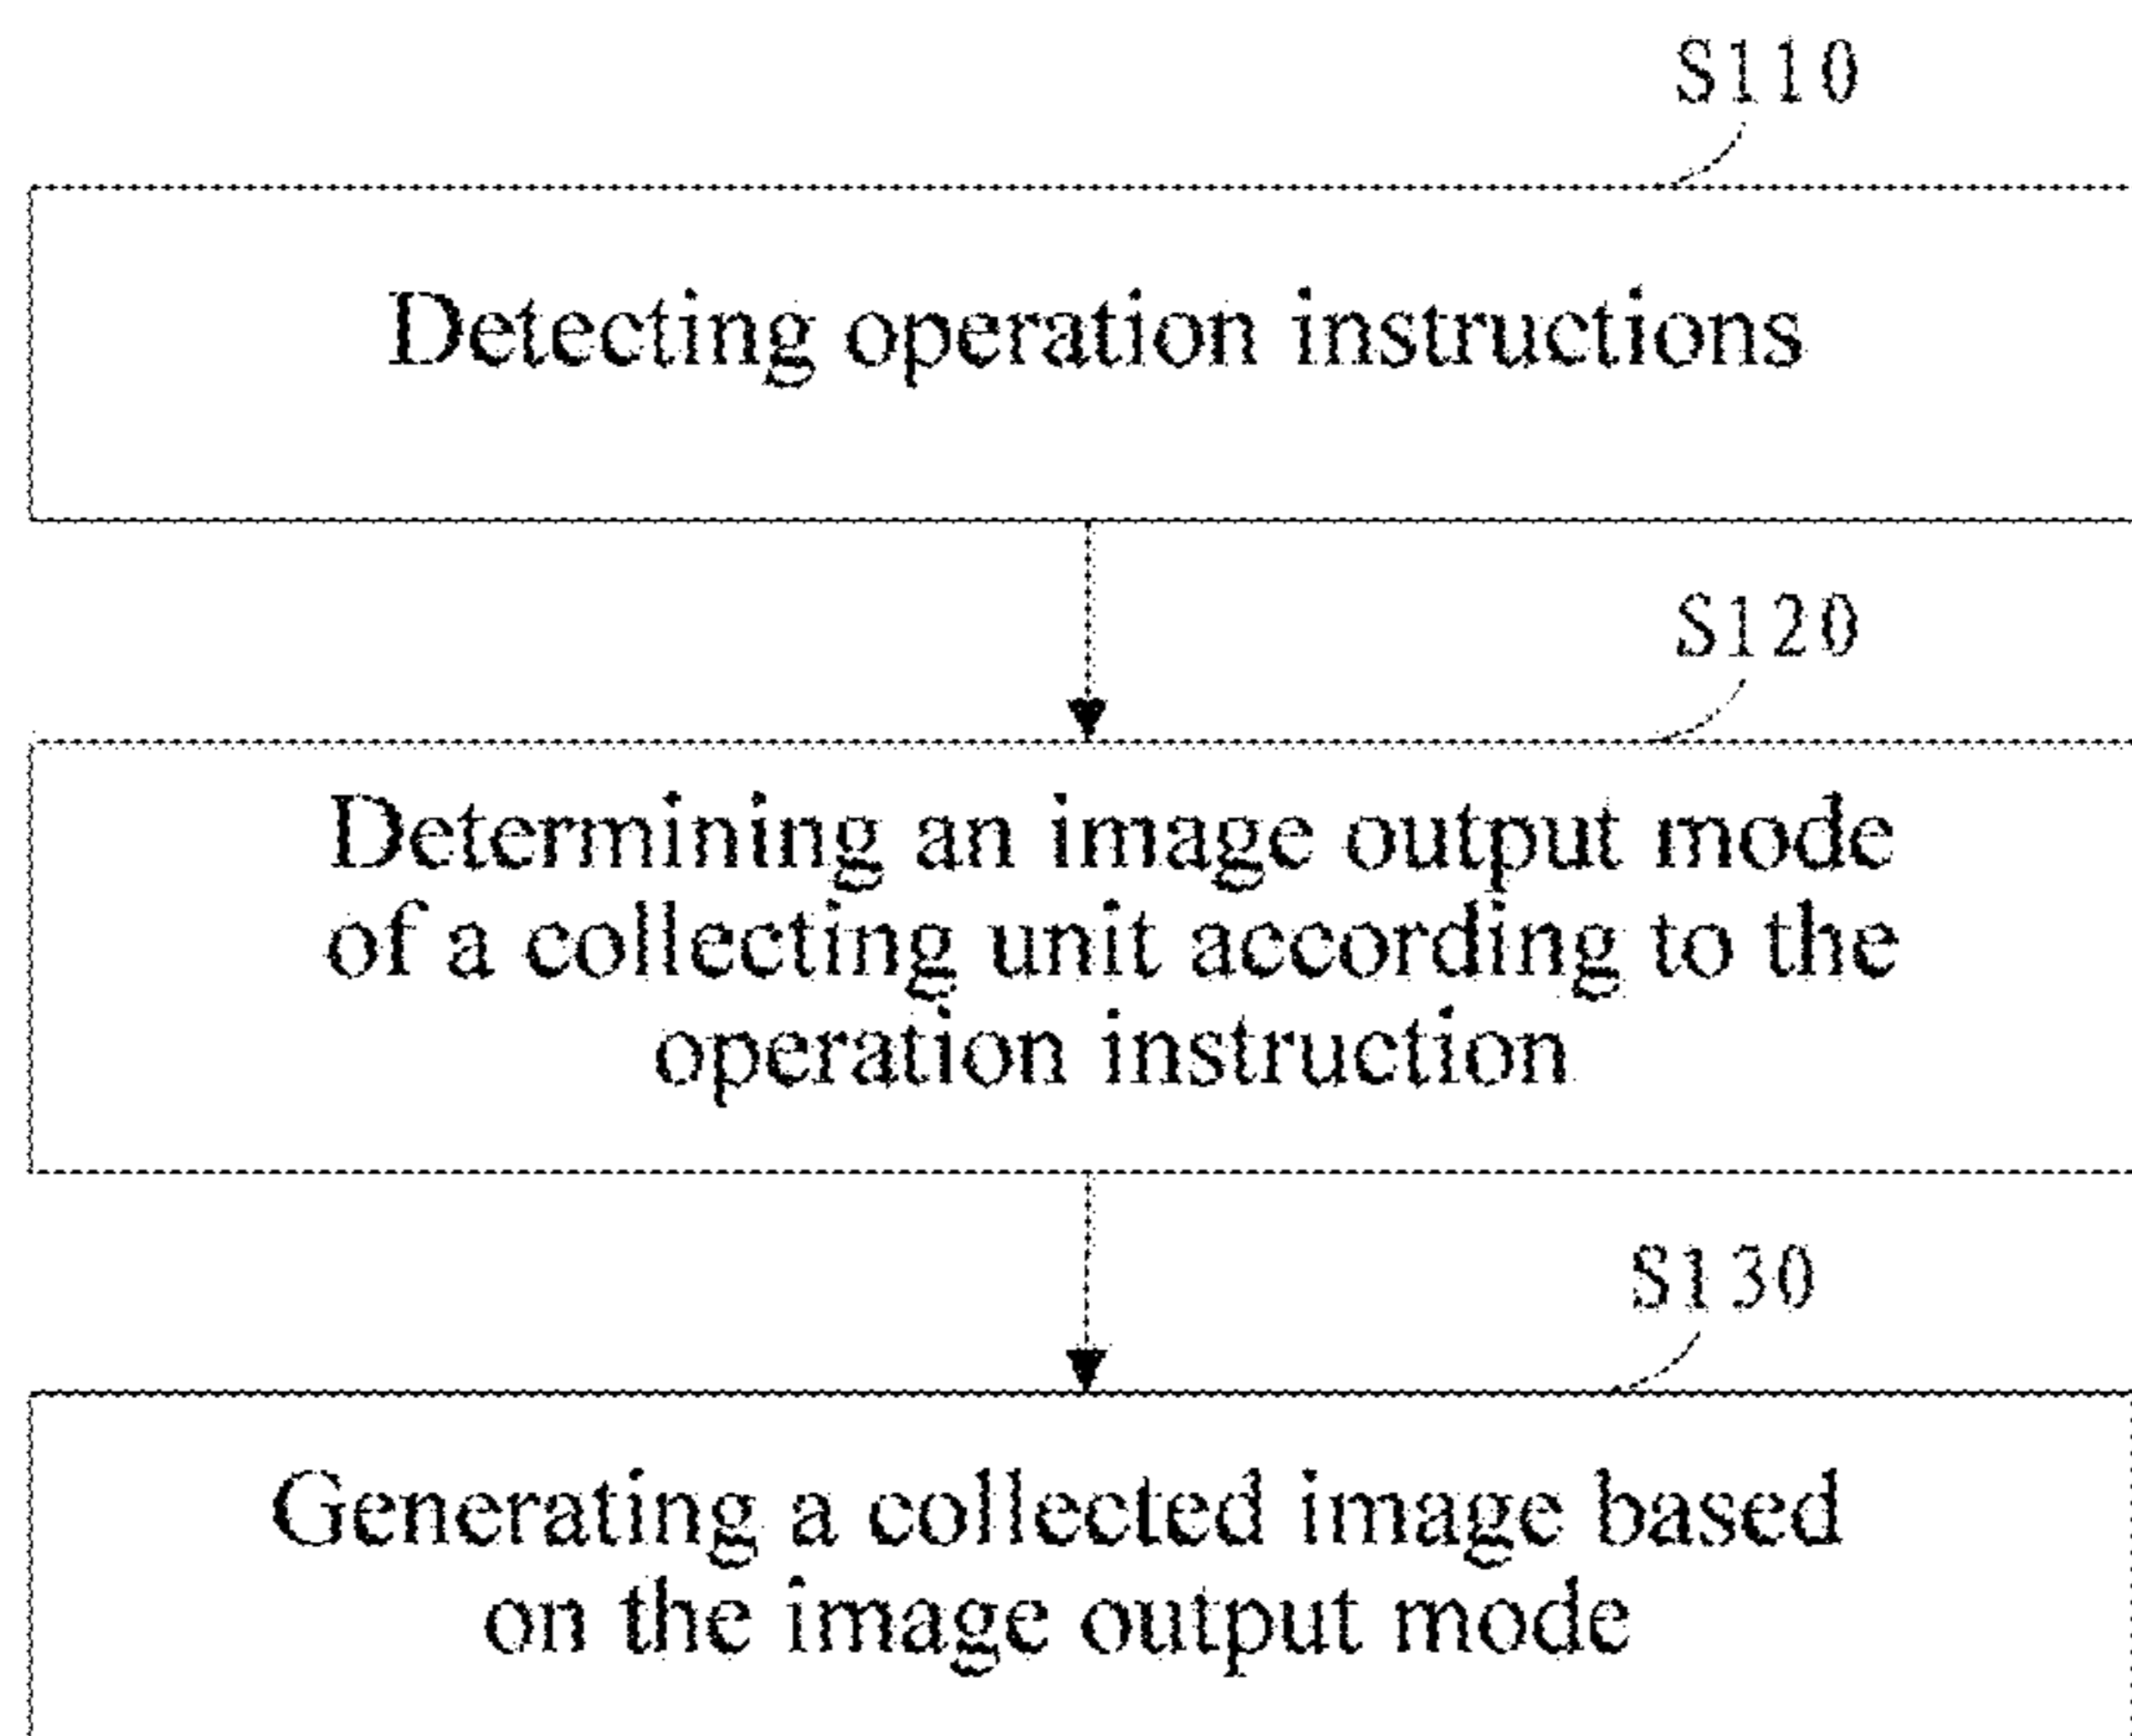 S110
Detecting operation instructions
S120
Determining an image output mode
of a collecting unit according to the
operation instruction
S130
Generating a collected image based
on the image output mode